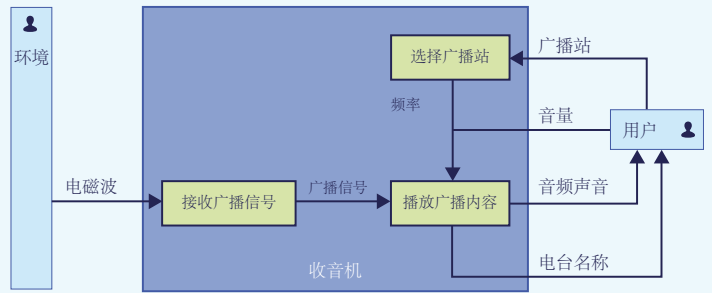 环境
选择广播站
广播站
频率
音量
用户
电磁波
接收广播信号
广播信号
播放广播内容
音频声音
收音机
电台名称